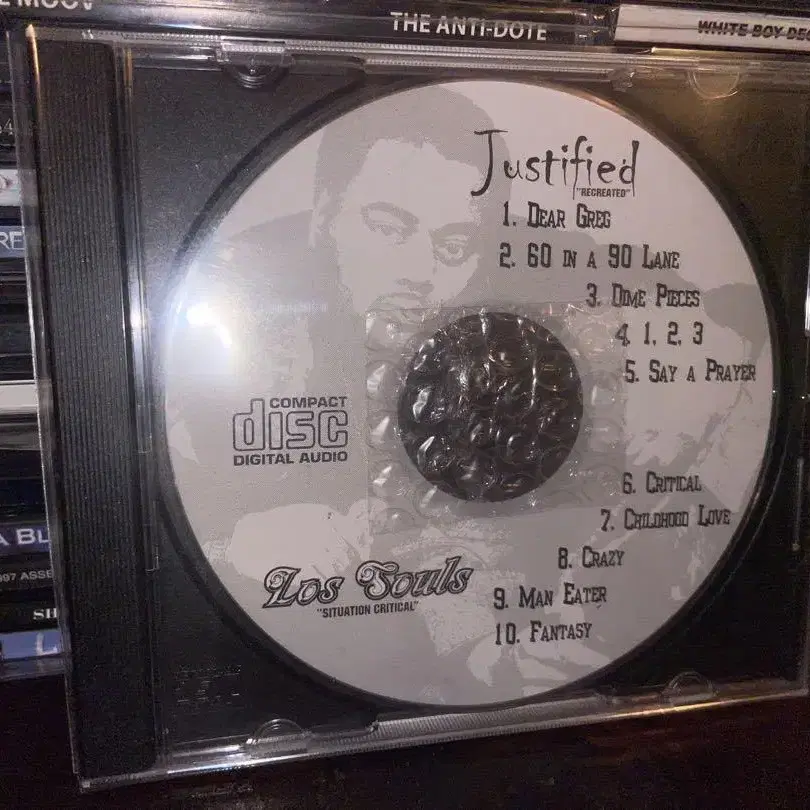 THE ANTI-DOTE
WHITE BOY
Justified
"RECREATED"
1. DEAR GREG
2. 60 IN A 90 LANE
3. DIME PIECES
4. 1, 2, 3
5. SAY A PRAYER
COMPACT
disc
DIGITAL AUDIO
6. CRITICAL
7. CHILDHOOD LOVE
8. CRAZY
9. MAN EATER
10. FANTASY
Los Souls
"SITUATION CRITICAL"